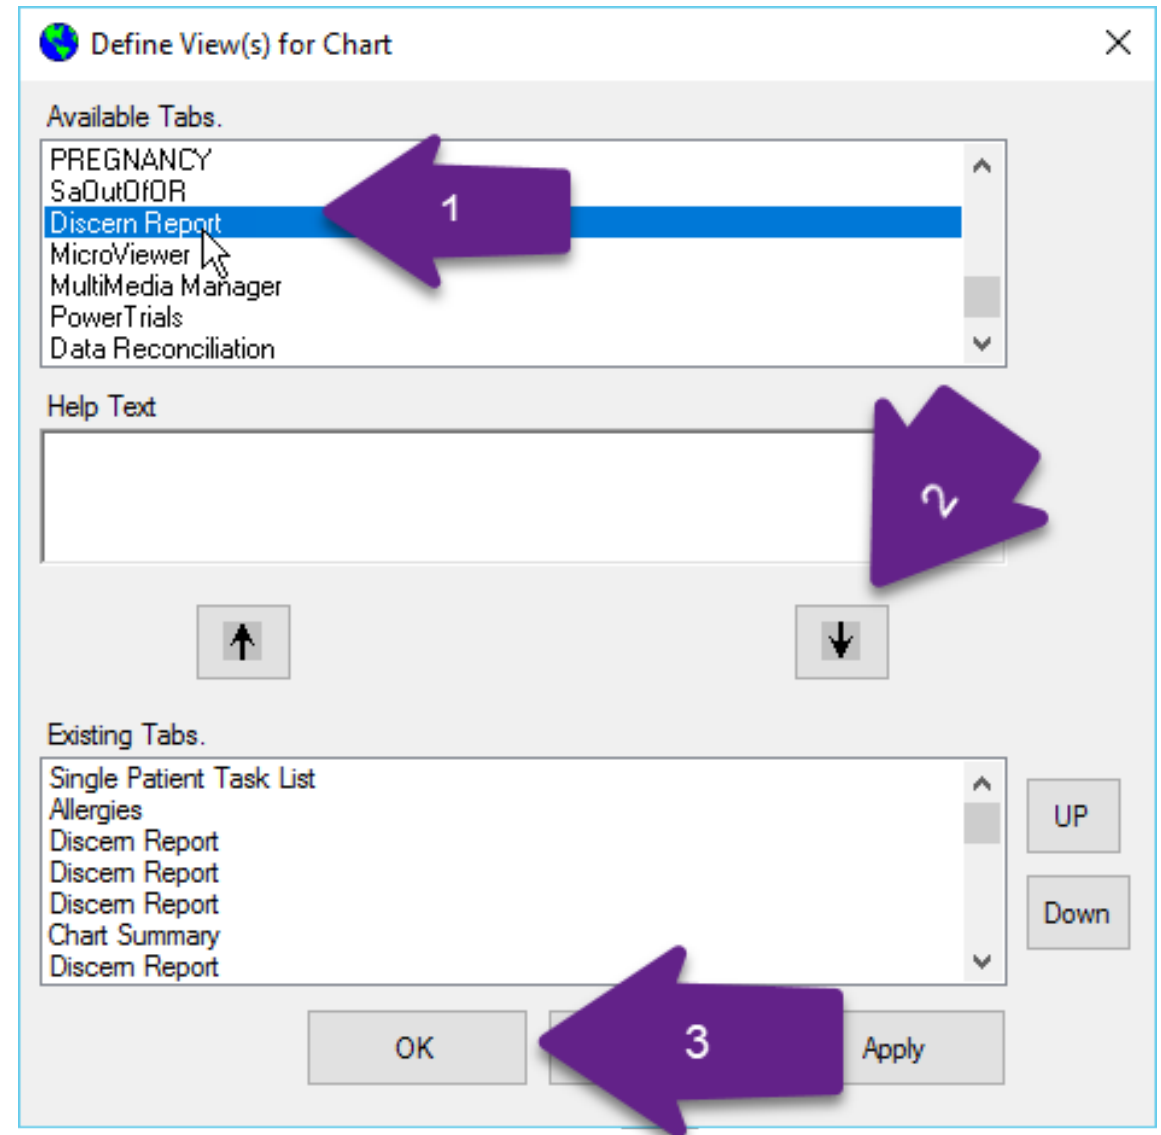 Define View(s) for Chart
Available Tabs.
PREGNANCY
SaOutOfOR
Discern Report
1
MicroViewer
MultiMedia Manager
PowerTrials
Data Reconciliation
Help Text
2
Existing Tabs.
Single Patient Task List
Allergies
Discern Report
Discern Report
Discern Report
Chart Summary
Discern Report
UP
Down
OK
3
Apply